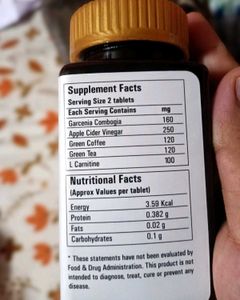 Supplement Facts
Serving Size 2 tablets
Each Serving Contains mg
Garcenia Combogia 160
Apple Cider Vinegar 250
Green Coffee 120
Green Tea 120
L Carnitine 100
Nutritional Facts
(Approx Values per tablet)
Energy 3.59 Kcal
Protein 0.382 g
Fats 0.02 g
Carbohydrates 0.1 g
* These statements have not been evaluated by
Food & Drug Administration. This product is not
intended to diagnose, treat, cure or prevent any
disease.